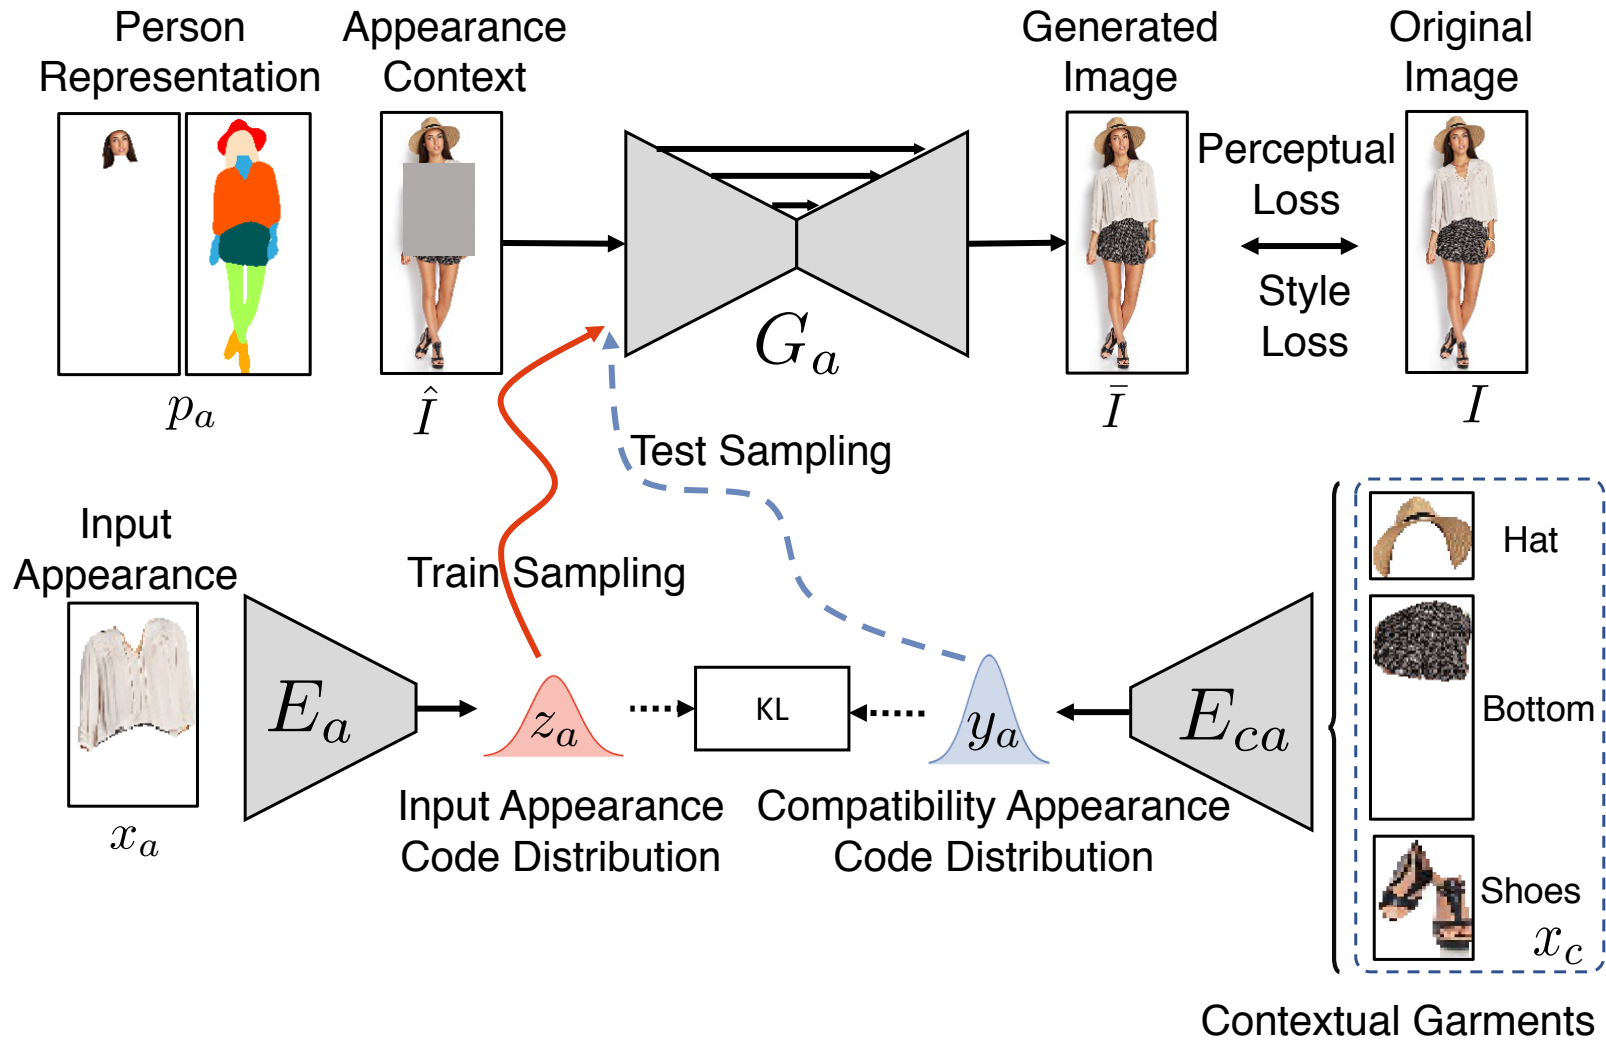 Person
Representation
Appearance
Context
Generated
Image
Original
Image
Perceptual
Loss
Style
Loss
G_a
p_a
Î
Ī
I
Test Sampling
Input
Appearance
Train Sampling
Hat
Bottom
Shoes
x_c
E_a
z_a
KL
y_a
E_{ca}
x_a
Input Appearance
Code Distribution
Compatibility Appearance
Code Distribution
Contextual Garments